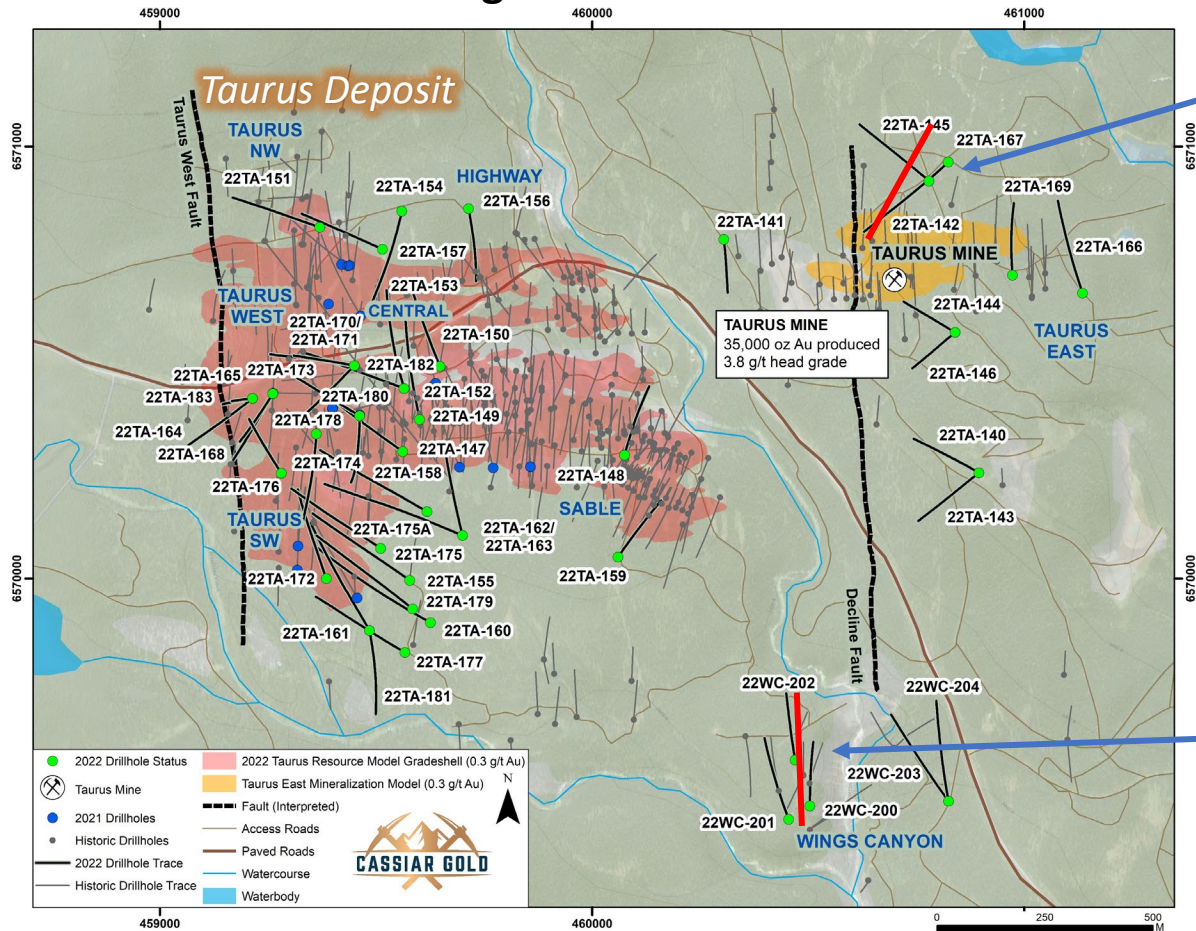 459000
460000
461000
Taurus Deposit
Taurus West Fault
TAURUS
NW
22TA-151
22TA-154
HIGHWAY
22TA-156
22TA-145
22TA-167
22TA-169
22TA-141
22TA-142
22TA-166
6571000
6571000
22TA-157
22TA-153
TAURUS MINE
TAURUS
WEST
CENTRAL
22TA-170/
22TA-171
22TA-150
22TA-144
TAURUS
EAST
TAURUS MINE
35,000 oz Au produced
3.8 g/t head grade
22TA-165
22TA-173
22TA-182
22TA-146
22TA-183
22TA-180
22TA-152
22TA-178
22TA-149
22TA-164
22TA-147
22TA-140
22TA-168
22TA-174
22TA-158
22TA-148
22TA-176
SABLE
22TA-143
TAURUS
SW
22TA-175A
22TA-162/
22TA-163
22TA-175
22TA-159
6570000
6570000
22TA-172
22TA-155
22TA-179
Decline Fault
22TA-161
22TA-160
22TA-177
22TA-181
22WC-202
22WC-204
22WC-203
22WC-201
22WC-200
WINGS CANYON
2022 Drillhole Status
Taurus Mine
2021 Drillholes
Historic Drillholes
2022 Drillhole Trace
Historic Drillhole Trace
2022 Taurus Resource Model Gradeshell (0.3 g/t Au)
Taurus East Mineralization Model (0.3 g/t Au)
Fault (Interpreted)
Access Roads
Paved Roads
Watercourse
Waterbody
N
CASSIAR GOLD
459000
460000
0
250
500
M